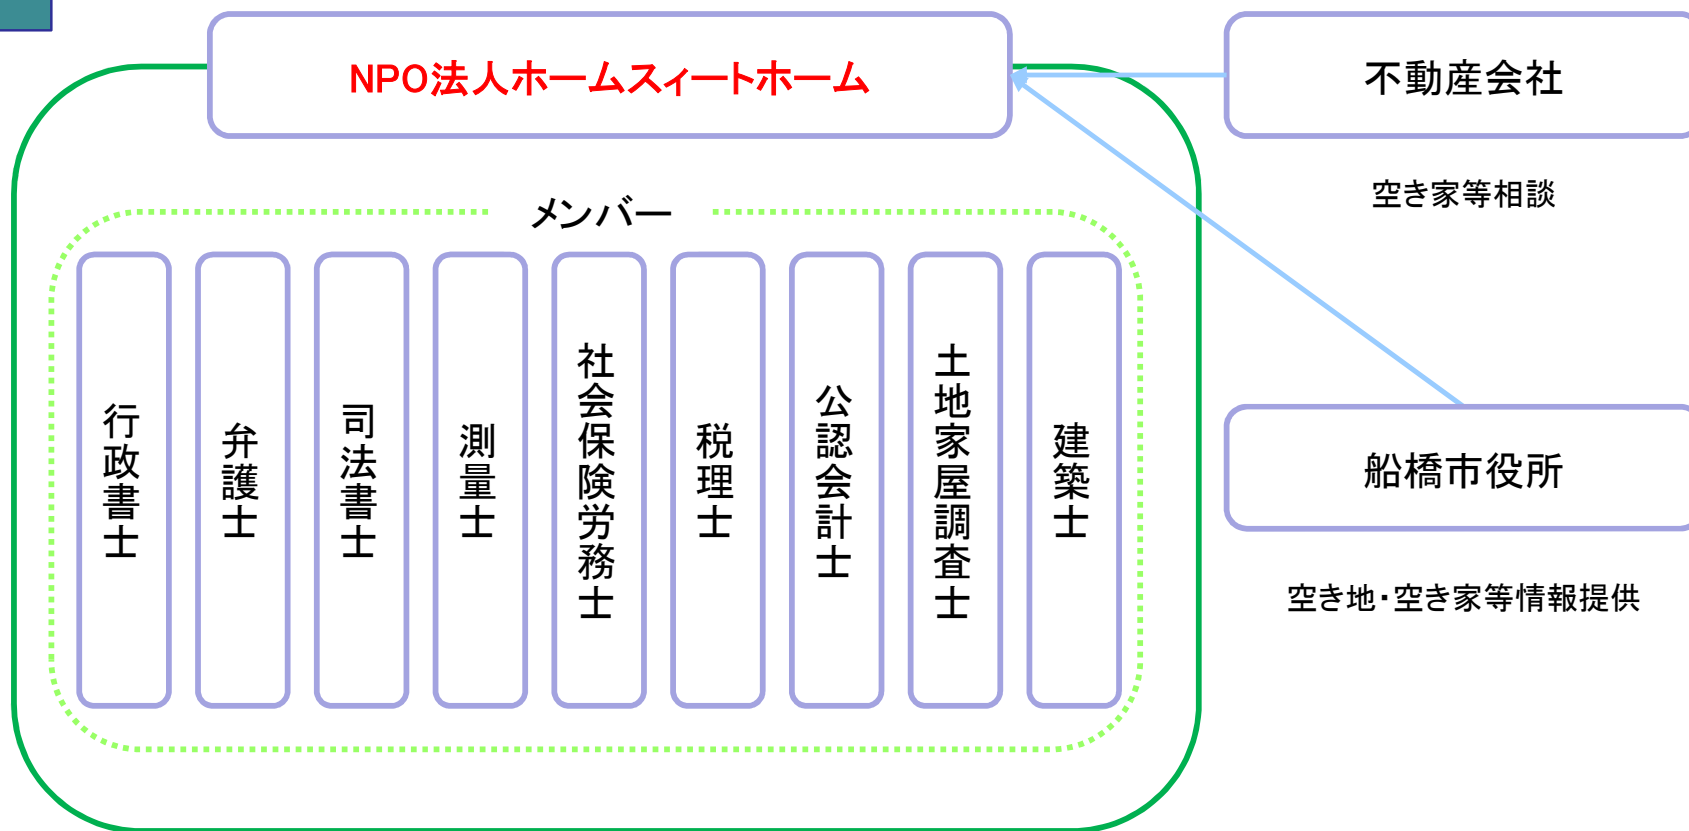 NPO法人ホームスィートホーム
不動産会社
空き家等相談
メンバー
行政書士
弁護士
司法書士
測量士
社会保険労務士
税理士
公認会計士
土地家屋調査士
建築士
船橋市役所
空き地・空き家等情報提供